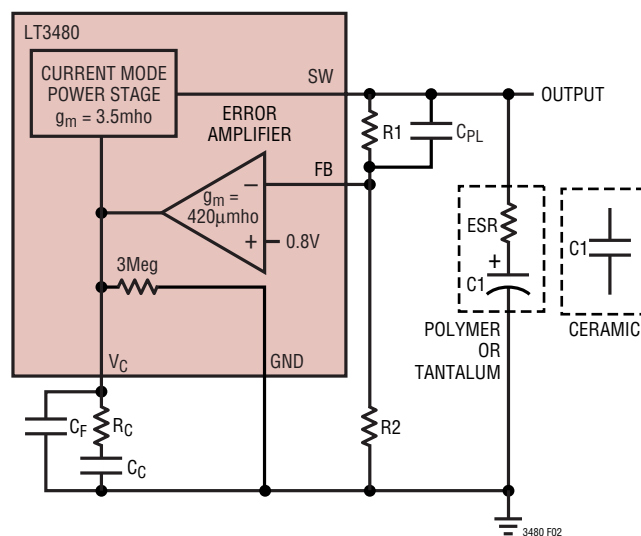 LT3480
CURRENT MODE
POWER STAGE
gm = 3.5mho
SW
OUTPUT
ERROR
AMPLIFIER
R1
CPL
FB
gm =
420µmho
–
+
0.8V
ESR
+
C1
C1
3Meg
POLYMER
OR
TANTALUM
CERAMIC
VC
GND
CF
RC
CC
R2
3480 F02